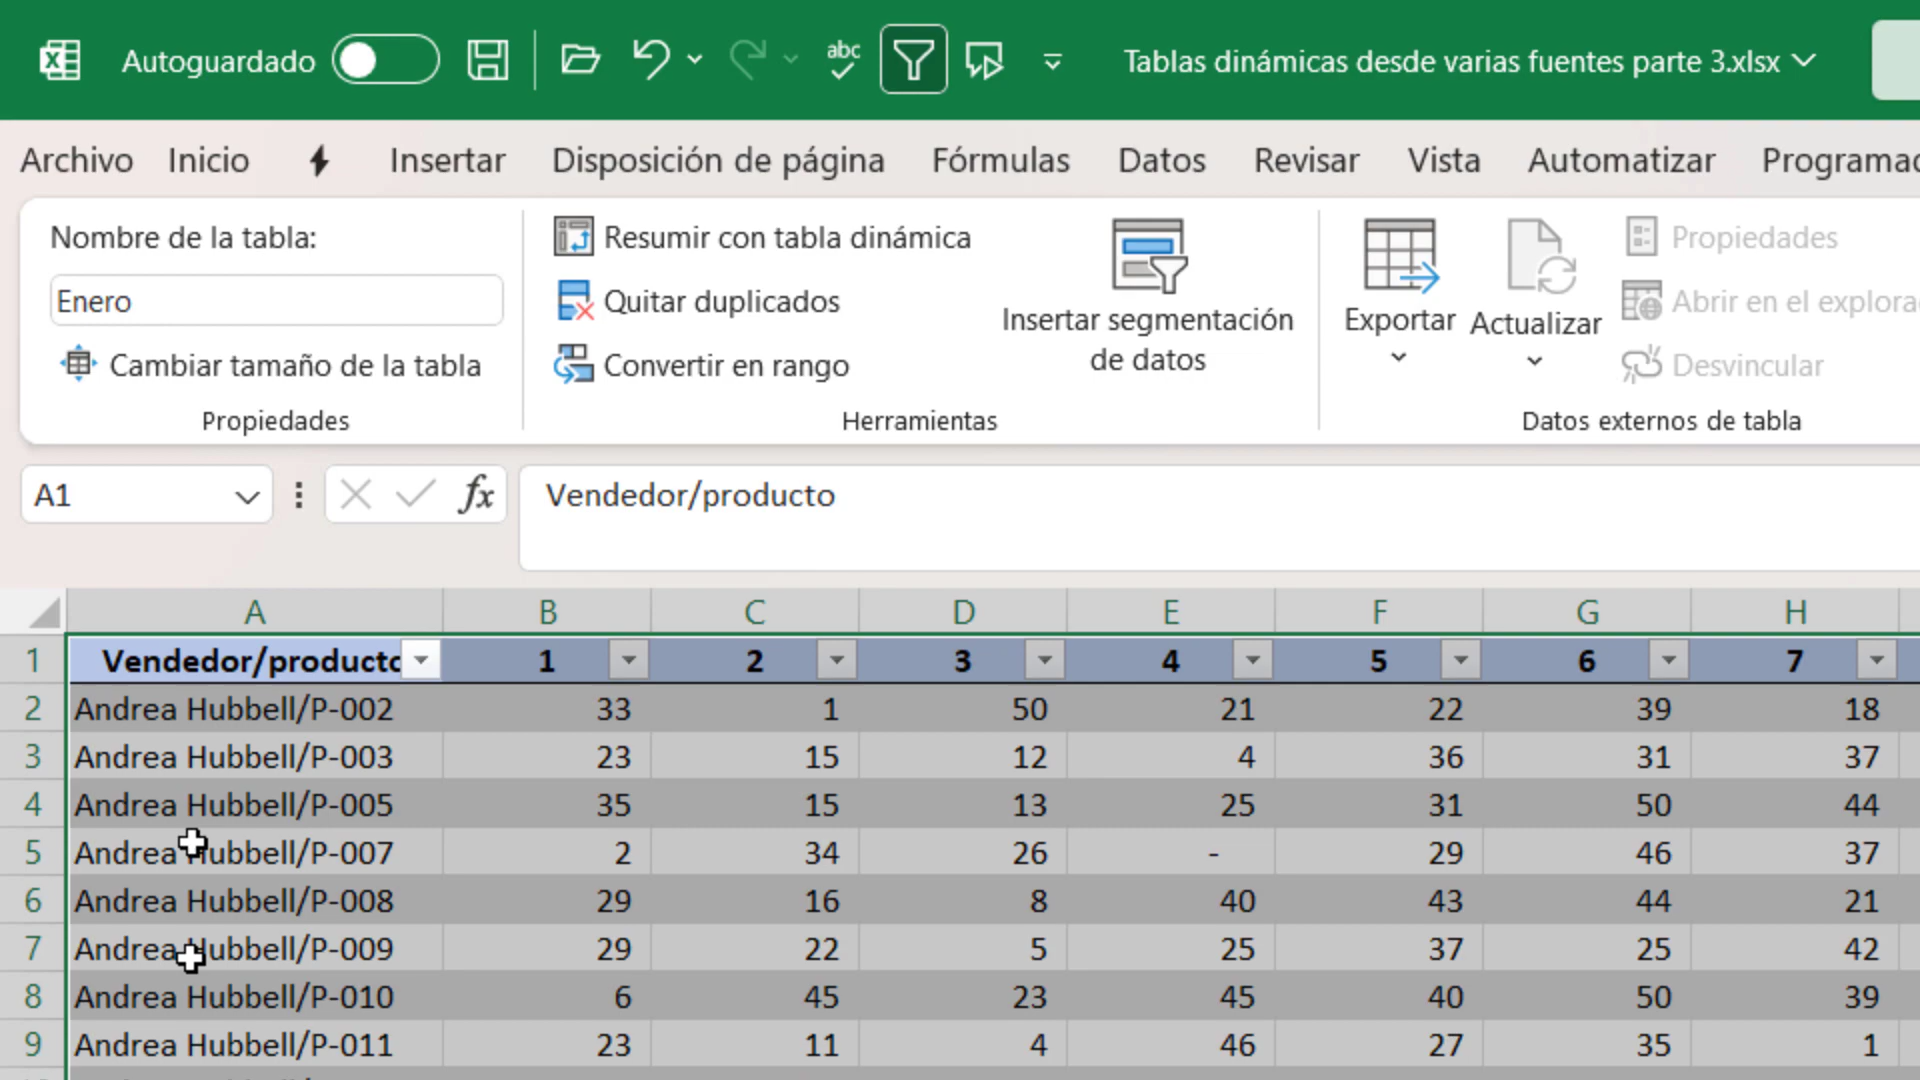 Autoguardado abc Tablas dinámicas desde varias fuentes parte 3.xlsx
Archivo Inicio Insertar Disposición de página Fórmulas Datos Revisar Vista Automatizar Programac
Nombre de la tabla:
Enero
Cambiar tamaño de la tabla
Propiedades
Resumir con tabla dinámica
Quitar duplicados
Convertir en rango
Insertar segmentación
de datos
Herramientas
Exportar
Actualizar
Propiedades
Abrir en el explora
Desvincular
Datos externos de tabla
A1 fx Vendedor/producto
A B C D E F G H
1 Vendedor/producto 1 2 3 4 5 6 7
2 Andrea Hubbell/P-002 33 1 50 21 22 39 18
3 Andrea Hubbell/P-003 23 15 12 4 36 31 37
4 Andrea Hubbell/P-005 35 15 13 25 31 50 44
5 Andrea Hubbell/P-007 2 34 26 - 29 46 37
6 Andrea Hubbell/P-008 29 16 8 40 43 44 21
7 Andrea Hubbell/P-009 29 22 5 25 37 25 42
8 Andrea Hubbell/P-010 6 45 23 45 40 50 39
9 Andrea Hubbell/P-011 23 11 4 46 27 35 1